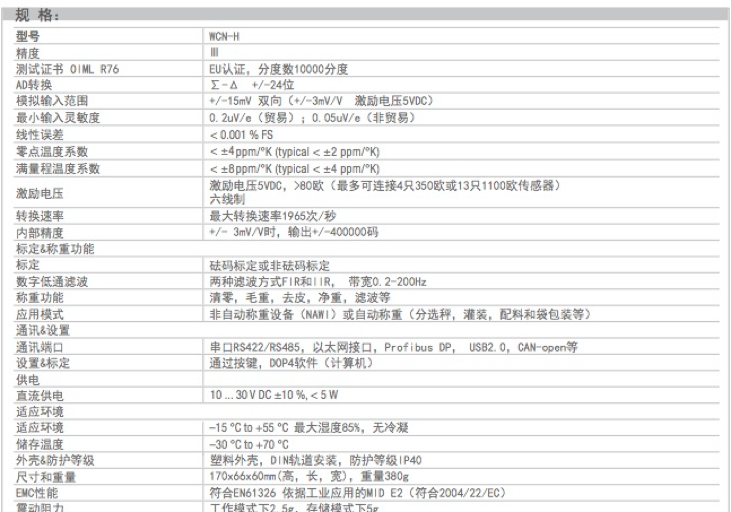 规 格：
型号 WCN-H
精度 Ⅲ
测试证书 OIML R76 EU认证，分度数10000分度
AD转换 Σ-Δ +/-24位
模拟输入范围 +/-15mV 双向（+/-3mV/V 激励电压5VDC）
最小输入灵敏度 0.2uV/e（贸易）；0.05uV/e（非贸易）
线性误差 < 0.001 % FS
零点温度系数 < ±4ppm/°K (typical < ±2 ppm/°K)
满量程温度系数 < ±8ppm/°K (typical < ±4 ppm/°K)
激励电压 激励电压5VDC，>80欧（最多可连接4只350欧或13只1100欧传感器）
六线制
转换速率 最大转换速率1965次/秒
内部精度 +/- 3mV/V时，输出+/-400000码
标定&称重功能
标定 砝码标定或非砝码标定
数字低通滤波 两种滤波方式FIR和IIR， 带宽0.2-200Hz
称重功能 清零，毛重，去皮，净重，滤波等
应用模式 非自动称重设备（NAWI）或自动称重（分选秤，灌装，配料和袋包装等）
通讯&设置
通讯端口 串口RS422/RS485，以太网接口，Profibus DP， USB2.0，CAN-open等
设置&标定 通过按键，DOP4软件（计算机）
供电
直流供电 10 ... 30 V DC ±10 %, < 5 W
适应环境
适应环境 –15 °C to +55 °C 最大湿度85%，无冷凝
储存温度 –30 °C to +70 °C
外壳&防护等级 塑料外壳，DIN轨道安装，防护等级IP40
尺寸和重量 170x66x60mm(高，长，宽)，重量380g
EMC性能 符合EN61326 依据工业应用的MID E2（符合2004/22/EC）
震动阻力 工作模式下2.5g，存储模式下5g